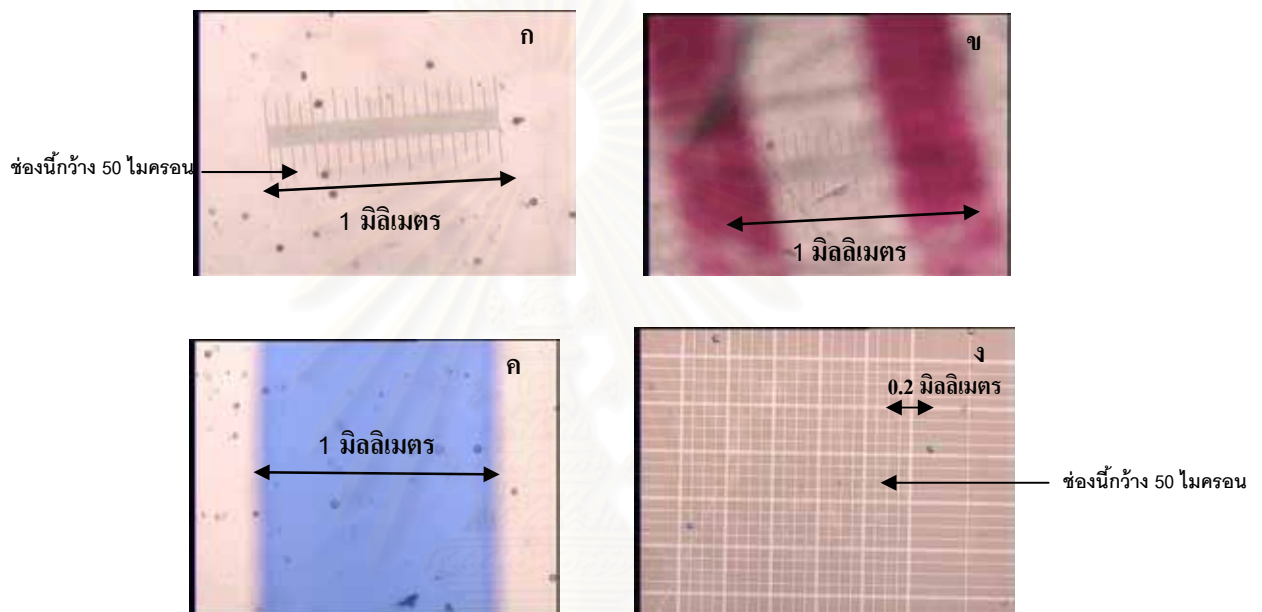 ก
ช่องนี้กว้าง 50 ไมครอน
1 มิลิเมตร
ข
1 มิลลิเมตร
ค
1 มิลลิเมตร
ง
0.2 มิลลิเมตร
ช่องนี้กว้าง 50 ไมครอน